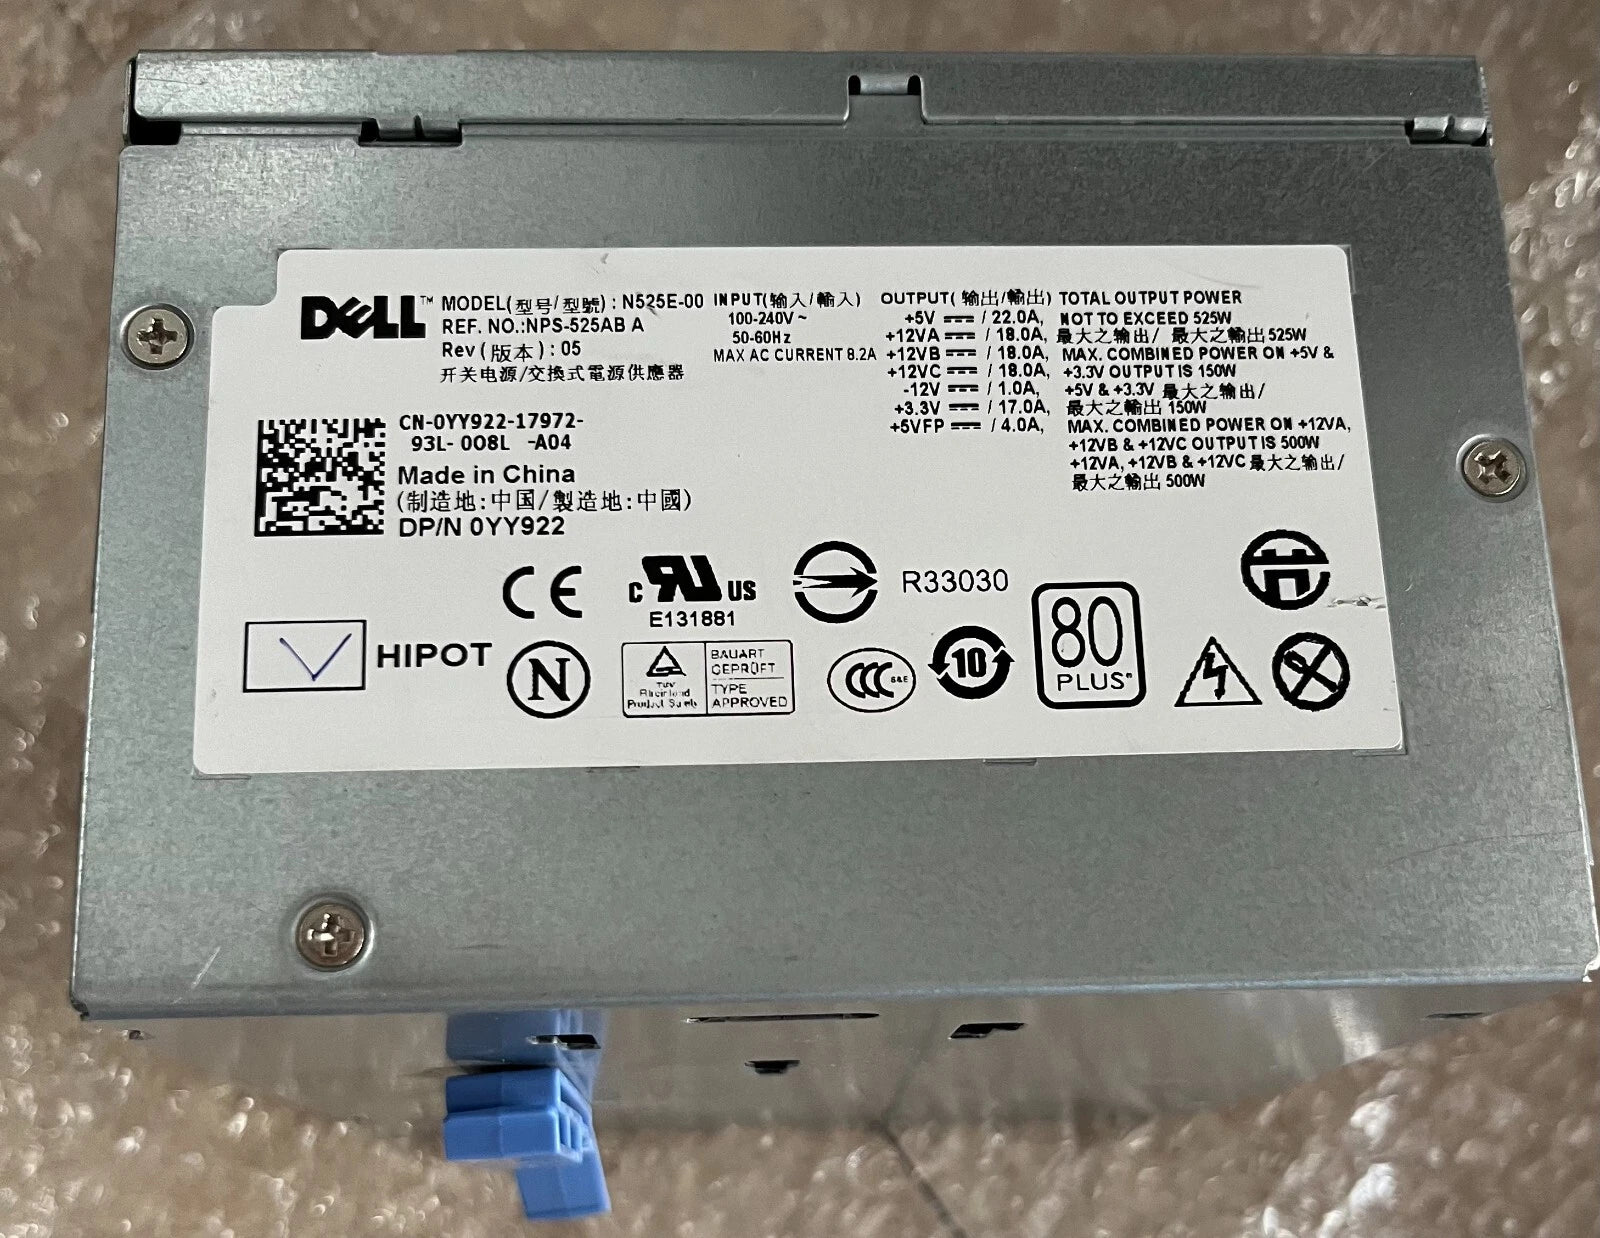 DELL™
MODEL(型号/型號): N525E-00
REF. NO.:NPS-525AB A
Rev(版本): 05
开关电源/交換式電源供應器
INPUT(输入/輸入)
100-240V~
50-60Hz
MAX AC CURRENT 8.2A
OUTPUT(输出/輸出)
+5V ⎓ / 22.0A,
+12VA ⎓ / 18.0A,
+12VB ⎓ / 18.0A,
+12VC ⎓ / 18.0A,
-12V ⎓ / 1.0A,
+3.3V ⎓ / 17.0A,
+5VFP ⎓ / 4.0A,
TOTAL OUTPUT POWER
NOT TO EXCEED 525W
最大之输出/ 最大之輸出 525W
MAX. COMBINED POWER ON +5V &
+3.3V OUTPUT IS 150W
+5V & +3.3V 最大之输出/
最大之輸出 150W
MAX. COMBINED POWER ON +12VA,
+12VB & +12VC OUTPUT IS 500W
+12VA, +12VB & +12VC 最大之输出/
最大之輸出 500W
CN-0YY922-17972-
93L- 008L -A04
Made in China
(制造地:中国/製造地:中國)
DP/N 0YY922
CE
c RU US
E131881
R33030
HIPOT
N
TÜV
Rheinland
Product Safety
BAUART
GEPRÜFT
TYPE
APPROVED
CCC S&E
10
80
PLUS®